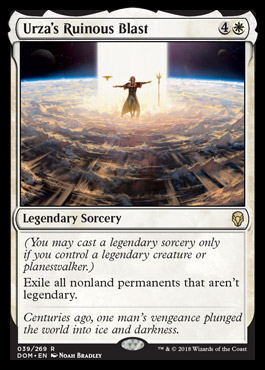 Urza's Ruinous Blast 4
Legendary Sorcery
(You may cast a legendary sorcery only
if you control a legendary creature or
planeswalker.)
Exile all nonland permanents that aren't
legendary.
Centuries ago, one man's vengeance plunged
the world into ice and darkness.
039/269 R
DOM • EN Noah Bradley
™ & © 2018 Wizards of the Coast